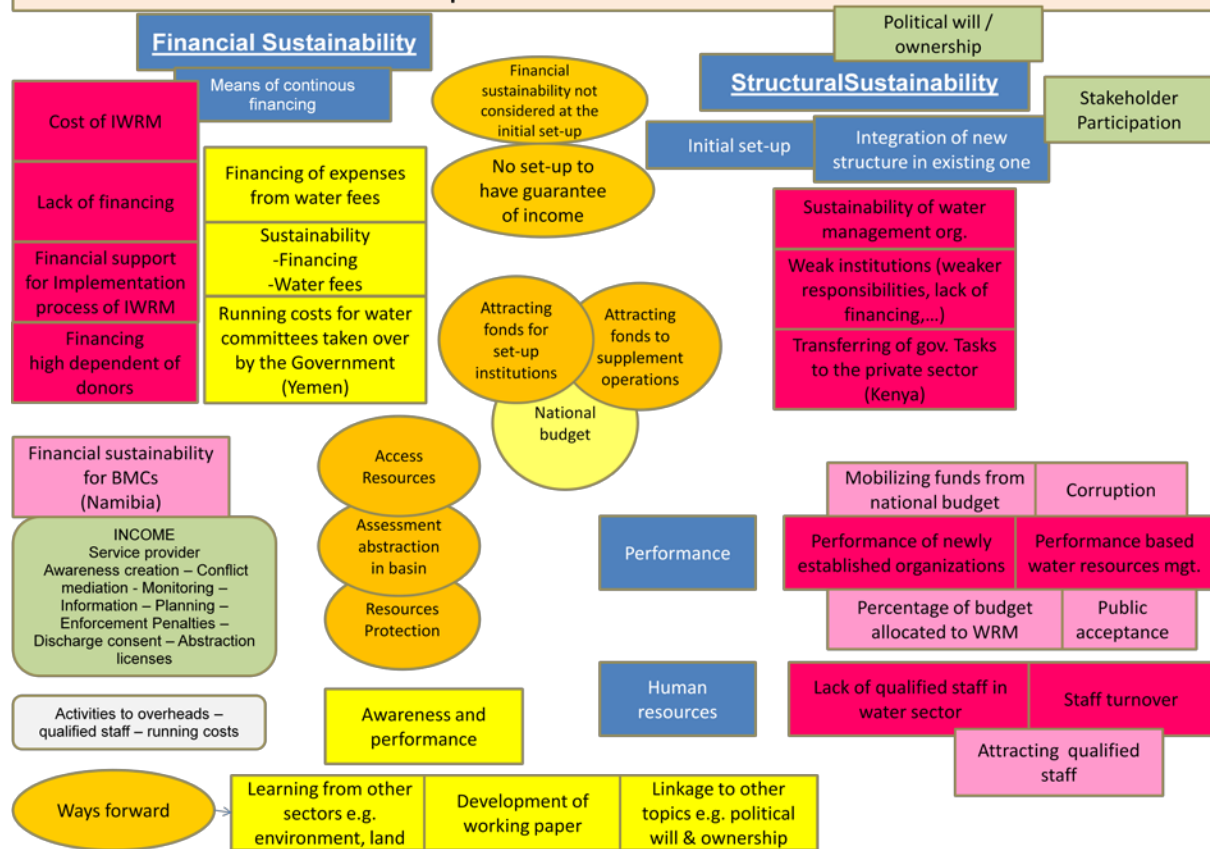 Financial Sustainability
Means of continous
financing
Cost of IWRM
Lack of financing
Financial support
for Implementation
process of IWRM
Financing
high dependent of
donors
Financing of expenses
from water fees
Sustainability
-Financing
-Water fees
Running costs for water
committees taken over
by the Government
(Yemen)
Financial
sustainability not
considered at the
initial set-up
No set-up to
have guarantee
of income
Attracting
funds for
set-up
institutions
Attracting
funds to
supplement
operations
National
budget
Political will /
ownership
StructuralSustainability
Stakeholder
Participation
Initial set-up
Integration of new
structure in existing one
Sustainability of water
management org.
Weak institutions (weaker
responsibilities, lack of
financing,...)
Transferring of gov. Tasks
to the private sector
(Kenya)
Financial sustainability
for BMCs
(Namibia)
INCOME
Service provider
Awareness creation – Conflict
mediation - Monitoring –
Information – Planning –
Enforcement Penalties –
Discharge consent – Abstraction
licenses
Activities to overheads –
qualified staff – running costs
Access
Resources
Assessment
abstraction
in basin
Resources
Protection
Awareness and
performance
Performance
Mobilizing funds from
national budget
Corruption
Performance of newly
established organizations
Performance based
water resources mgt.
Percentage of budget
allocated to WRM
Public
acceptance
Human
resources
Lack of qualified staff in
water sector
Staff turnover
Attracting qualified
staff
Ways forward
Learning from other
sectors e.g.
environment, land
Development of
working paper
Linkage to other
topics e.g. political
will & ownership